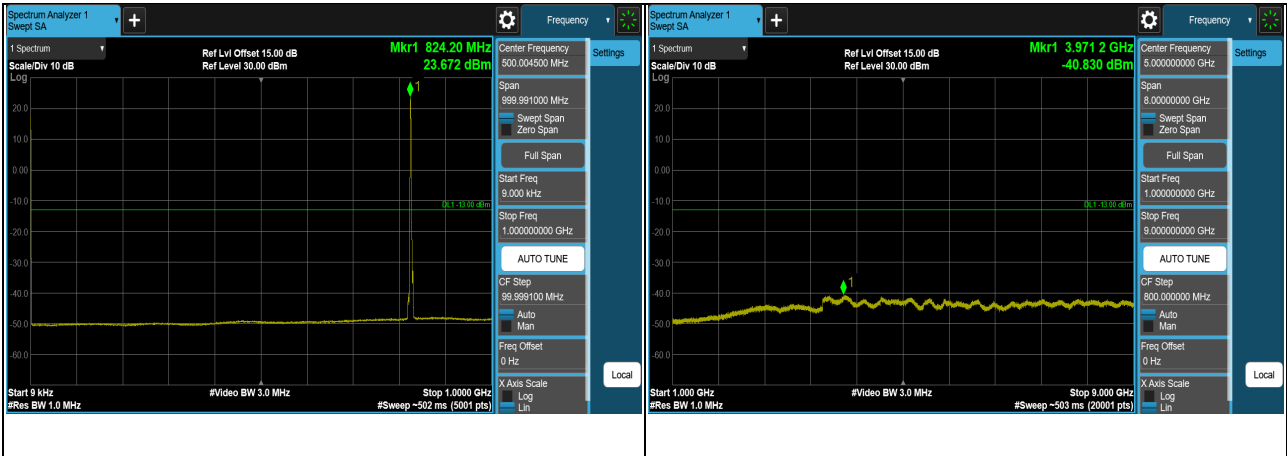 Spectrum Analyzer 1
Swept SA
Frequency
1 Spectrum
Scale/Div 10 dB
Log
Ref Lvl Offset 15.00 dB
Ref Level 30.00 dBm
Mkr1 824.20 MHz
23.672 dBm
1
20.0
10.0
0.00
-10.0
-20.0
-30.0
-40.0
-50.0
-60.0
DL1 -13.00 dBm
Start 9 kHz
#Res BW 1.0 MHz
#Video BW 3.0 MHz
Stop 1.0000 GHz
#Sweep ~502 ms (5001 pts)
Center Frequency
500.004500 MHz
Span
999.991000 MHz
Swept Span
Zero Span
Full Span
Start Freq
9.000 kHz
Stop Freq
1.000000000 GHz
AUTO TUNE
CF Step
99.999100 MHz
Auto
Man
Freq Offset
0 Hz
X Axis Scale
Log
Lin
Settings
Local
Spectrum Analyzer 1
Swept SA
Frequency
1 Spectrum
Scale/Div 10 dB
Log
Ref Lvl Offset 15.00 dB
Ref Level 30.00 dBm
Mkr1 3.971 2 GHz
-40.830 dBm
1
20.0
10.0
0.00
-10.0
-20.0
-30.0
-40.0
-50.0
-60.0
DL1 -13.00 dBm
Start 1.000 GHz
#Res BW 1.0 MHz
#Video BW 3.0 MHz
Stop 9.000 GHz
#Sweep ~503 ms (20001 pts)
Center Frequency
5.000000000 GHz
Span
8.00000000 GHz
Swept Span
Zero Span
Full Span
Start Freq
1.000000000 GHz
Stop Freq
9.000000000 GHz
AUTO TUNE
CF Step
800.000000 MHz
Auto
Man
Freq Offset
0 Hz
X Axis Scale
Log
Lin
Settings
Local